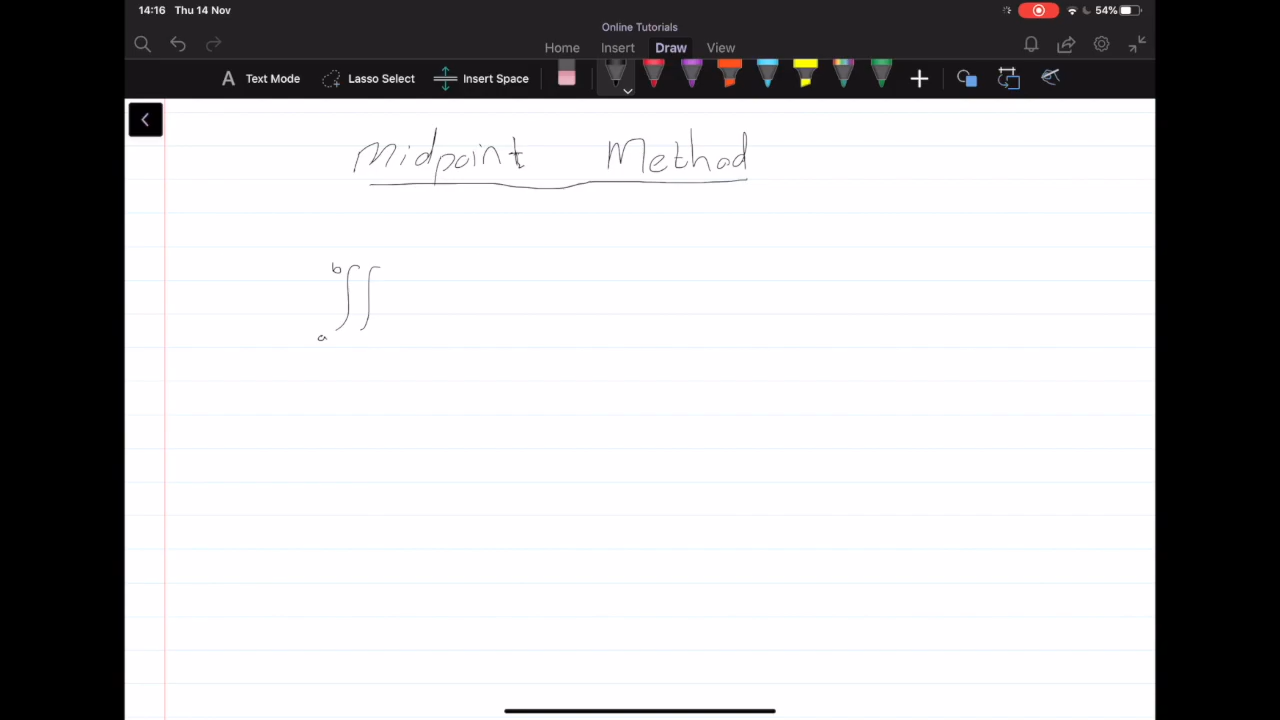 14:16 Thu 14 Nov 54%
Online Tutorials
Home Insert Draw View
A Text Mode Lasso Select Insert Space
Midpoint Method
b
∫∫
a